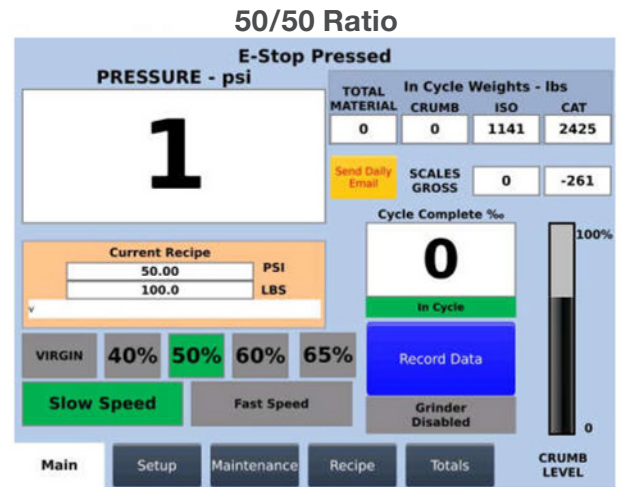 50/50 Ratio
E-Stop Pressed
PRESSURE - psi
1
In Cycle Weights - lbs
TOTAL MATERIAL CRUMB ISO CAT
0 0 1141 2425
Send Daily Email
SCALES GROSS 0 -261
Current Recipe
50.00 PSI
100.0 LBS
v
Cycle Complete ‰
0
In Cycle
100%
0
CRUMB LEVEL
VIRGIN 40% 50% 60% 65%
Slow Speed Fast Speed
Record Data
Grinder Disabled
Main Setup Maintenance Recipe Totals